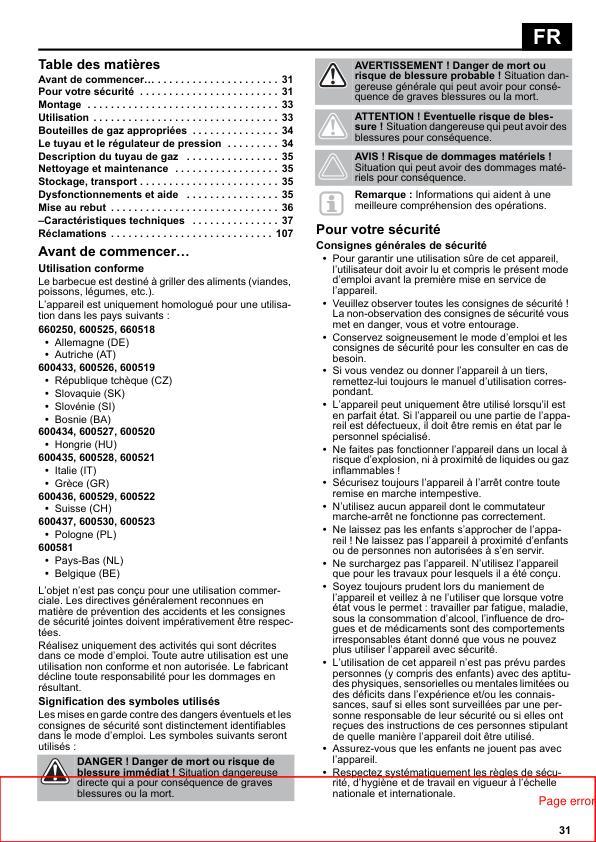 FR
Table des matières
Avant de commencer… . . . . . . . . . . . . . . . . . . . . . 31
Pour votre sécurité . . . . . . . . . . . . . . . . . . . . . . . . 31
Montage . . . . . . . . . . . . . . . . . . . . . . . . . . . . . . . . . 33
Utilisation . . . . . . . . . . . . . . . . . . . . . . . . . . . . . . . . 33
Bouteilles de gaz appropriées . . . . . . . . . . . . . . . 34
Le tuyau et le régulateur de pression . . . . . . . . . 34
Description du tuyau de gaz . . . . . . . . . . . . . . . . 35
Nettoyage et maintenance . . . . . . . . . . . . . . . . . . 35
Stockage, transport . . . . . . . . . . . . . . . . . . . . . . . . 35
Dysfonctionnements et aide . . . . . . . . . . . . . . . . 35
Mise au rebut . . . . . . . . . . . . . . . . . . . . . . . . . . . . . 36
–Caractéristiques techniques . . . . . . . . . . . . . . . 37
Réclamations . . . . . . . . . . . . . . . . . . . . . . . . . . . 107
Avant de commencer…
Utilisation conforme
Le barbecue est destiné à griller des aliments (viandes,
poissons, légumes, etc.).
L’appareil est uniquement homologué pour une utilisa-
tion dans les pays suivants :
660250, 600525, 660518
• Allemagne (DE)
• Autriche (AT)
600433, 600526, 600519
• République tchèque (CZ)
• Slovaquie (SK)
• Slovénie (SI)
• Bosnie (BA)
600434, 600527, 600520
• Hongrie (HU)
600435, 600528, 600521
• Italie (IT)
• Grèce (GR)
600436, 600529, 600522
• Suisse (CH)
600437, 600530, 600523
• Pologne (PL)
600581
• Pays-Bas (NL)
• Belgique (BE)
L’objet n’est pas conçu pour une utilisation commer-
ciale. Les directives généralement reconnues en
matière de prévention des accidents et les consignes
de sécurité jointes doivent impérativement être respec-
tées.
Réalisez uniquement des activités qui sont décrites
dans ce mode d’emploi. Toute autre utilisation est une
utilisation non conforme et non autorisée. Le fabricant
décline toute responsabilité pour les dommages en
résultant.
Signification des symboles utilisés
Les mises en garde contre des dangers éventuels et les
consignes de sécurité sont distinctement identifiables
dans le mode d’emploi. Les symboles suivants seront
utilisés :
DANGER ! Danger de mort ou risque de
blessure immédiat ! Situation dangereuse
directe qui a pour conséquence de graves
blessures ou la mort.
AVERTISSEMENT ! Danger de mort ou
risque de blessure probable ! Situation dan-
gereuse générale qui peut avoir pour consé-
quence de graves blessures ou la mort.
ATTENTION ! Éventuelle risque de bles-
sure ! Situation dangereuse qui peut avoir des
blessures pour conséquence.
AVIS ! Risque de dommages matériels !
Situation qui peut avoir des dommages maté-
riels pour conséquence.
Remarque : Informations qui aident à une
meilleure compréhension des opérations.
Pour votre sécurité
Consignes générales de sécurité
• Pour garantir une utilisation sûre de cet appareil,
l’utilisateur doit avoir lu et compris le présent mode
d’emploi avant la première mise en service de
l’appareil.
• Veuillez observer toutes les consignes de sécurité !
La non-observation des consignes de sécurité vous
met en danger, vous et votre entourage.
• Conservez soigneusement le mode d’emploi et les
consignes de sécurité pour les consulter en cas de
besoin.
• Si vous vendez ou donner l’appareil à un tiers,
remettez-lui toujours le manuel d’utilisation corres-
pondant.
• L’appareil peut uniquement être utilisé lorsqu’il est
en parfait état. Si l’appareil ou une partie de l’appa-
reil est défectueux, il doit être remis en état par le
personnel spécialisé.
• Ne faites pas fonctionner l’appareil dans un local à
risque d’explosion, ni à proximité de liquides ou gaz
inflammables !
• Sécurisez toujours l’appareil à l’arrêt contre toute
remise en marche intempestive.
• N’utilisez aucun appareil dont le commutateur
marche-arrêt ne fonctionne pas correctement.
• Ne laissez pas les enfants s’approcher de l’appa-
reil ! Ne laissez pas l’appareil à proximité d’enfants
ou de personnes non autorisées à s’en servir.
• Ne surchargez pas l’appareil. N’utilisez l’appareil
que pour les travaux pour lesquels il a été conçu.
• Soyez toujours prudent lors du maniement de
l’appareil et veillez à ne l’utiliser que lorsque votre
état vous le permet : travailler par fatigue, maladie,
sous la consommation d’alcool, l’influence de dro-
gues et de médicaments sont des comportements
irresponsables étant donné que vous ne pouvez
plus utiliser l’appareil avec sécurité.
• L’utilisation de cet appareil n’est pas prévu pardes
personnes (y compris des enfants) avec des aptitu-
des physiques, sensorielles ou mentales limitées ou
des déficits dans l’expérience et/ou les connais-
sances, sauf si elles sont surveillées par une per-
sonne responsable de leur sécurité ou si elles ont
reçues des instructions de ces personnes stipulant
de quelle manière l’appareil doit être utilisé.
• Assurez-vous que les enfants ne jouent pas avec
l’appareil.
• Respectez systématiquement les règles de sécu-
rité, d’hygiène et de travail en vigueur à l’échelle
nationale et internationale.
Page error
31